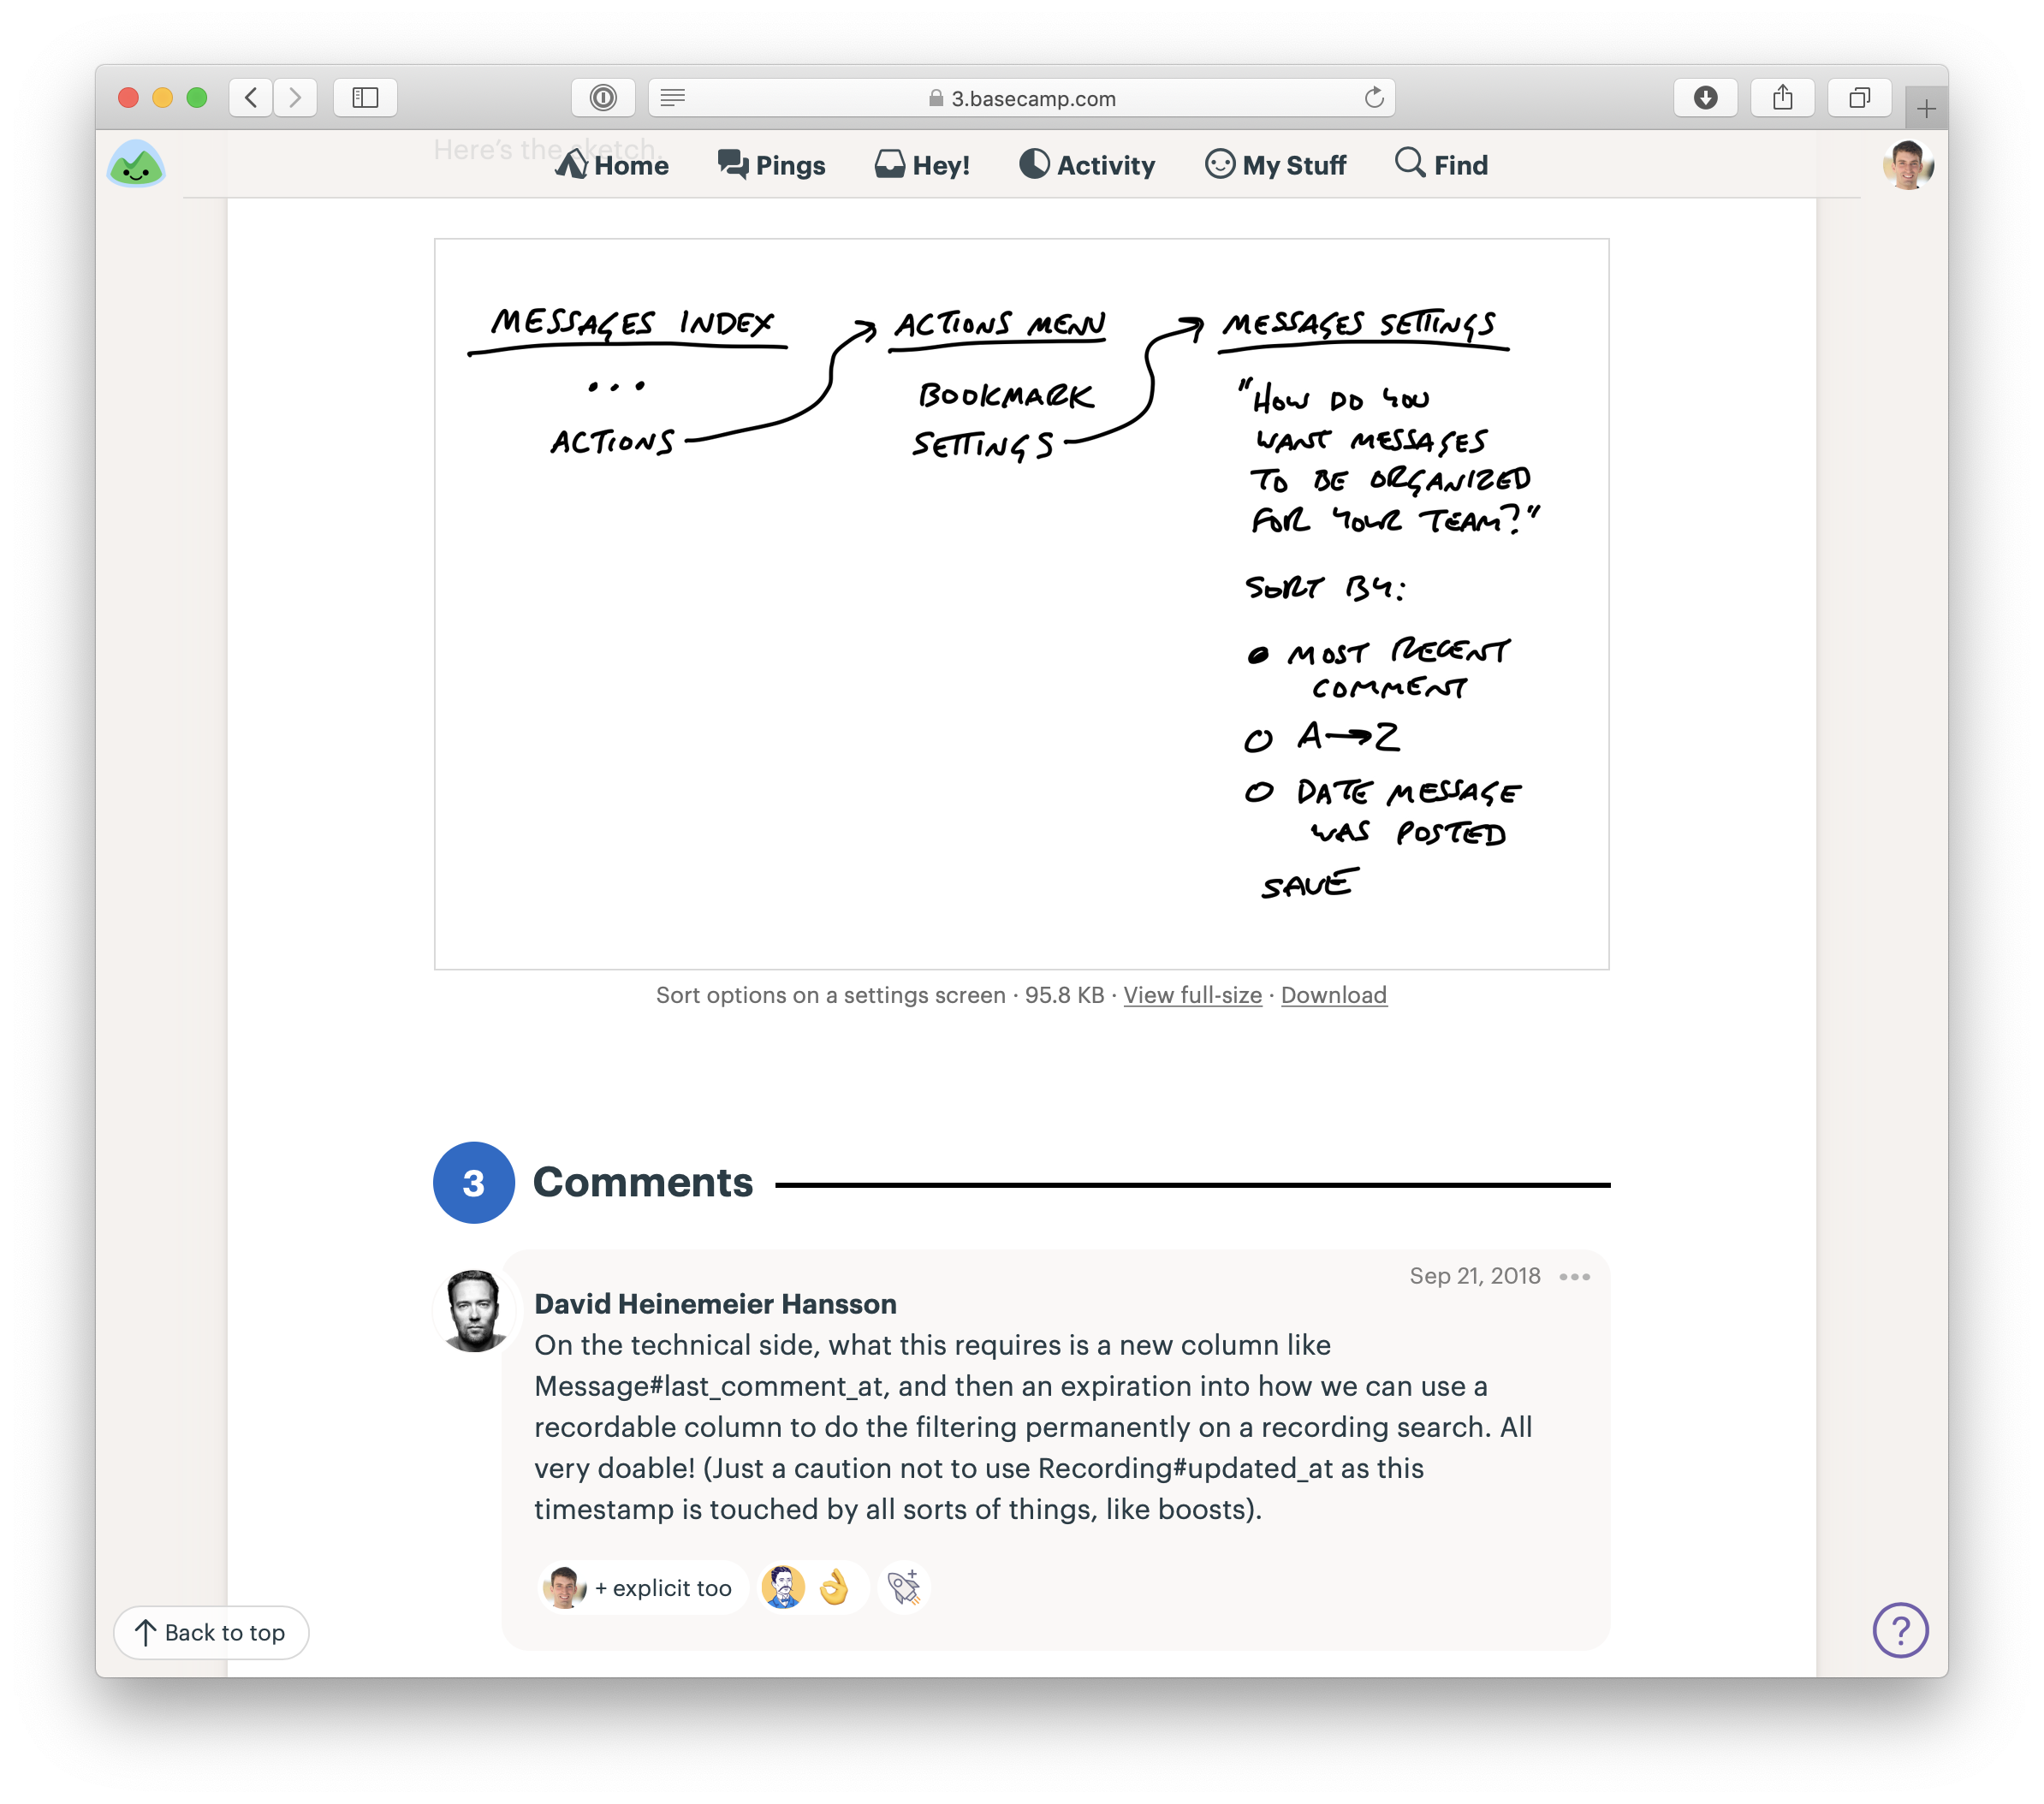 3.basecamp.com
Here's the sketch.
Home Pings Hey! Activity My Stuff Find
MESSAGES INDEX
...
ACTIONS
ACTIONS MENU
BOOKMARK
SETTINGS
MESSAGES SETTINGS
"HOW DO YOU
WANT MESSAGES
TO BE ORGANIZED
FOR YOUR TEAM?"
SORT BY:
MOST RECENT
COMMENT
A→Z
DATE MESSAGE
WAS POSTED
SAVE
Sort options on a settings screen · 95.8 KB · View full-size · Download
3 Comments
Sep 21, 2018
David Heinemeier Hansson
On the technical side, what this requires is a new column like
Message#last_comment_at, and then an expiration into how we can use a
recordable column to do the filtering permanently on a recording search. All
very doable! (Just a caution not to use Recording#updated_at as this
timestamp is touched by all sorts of things, like boosts).
+ explicit too
Back to top
?